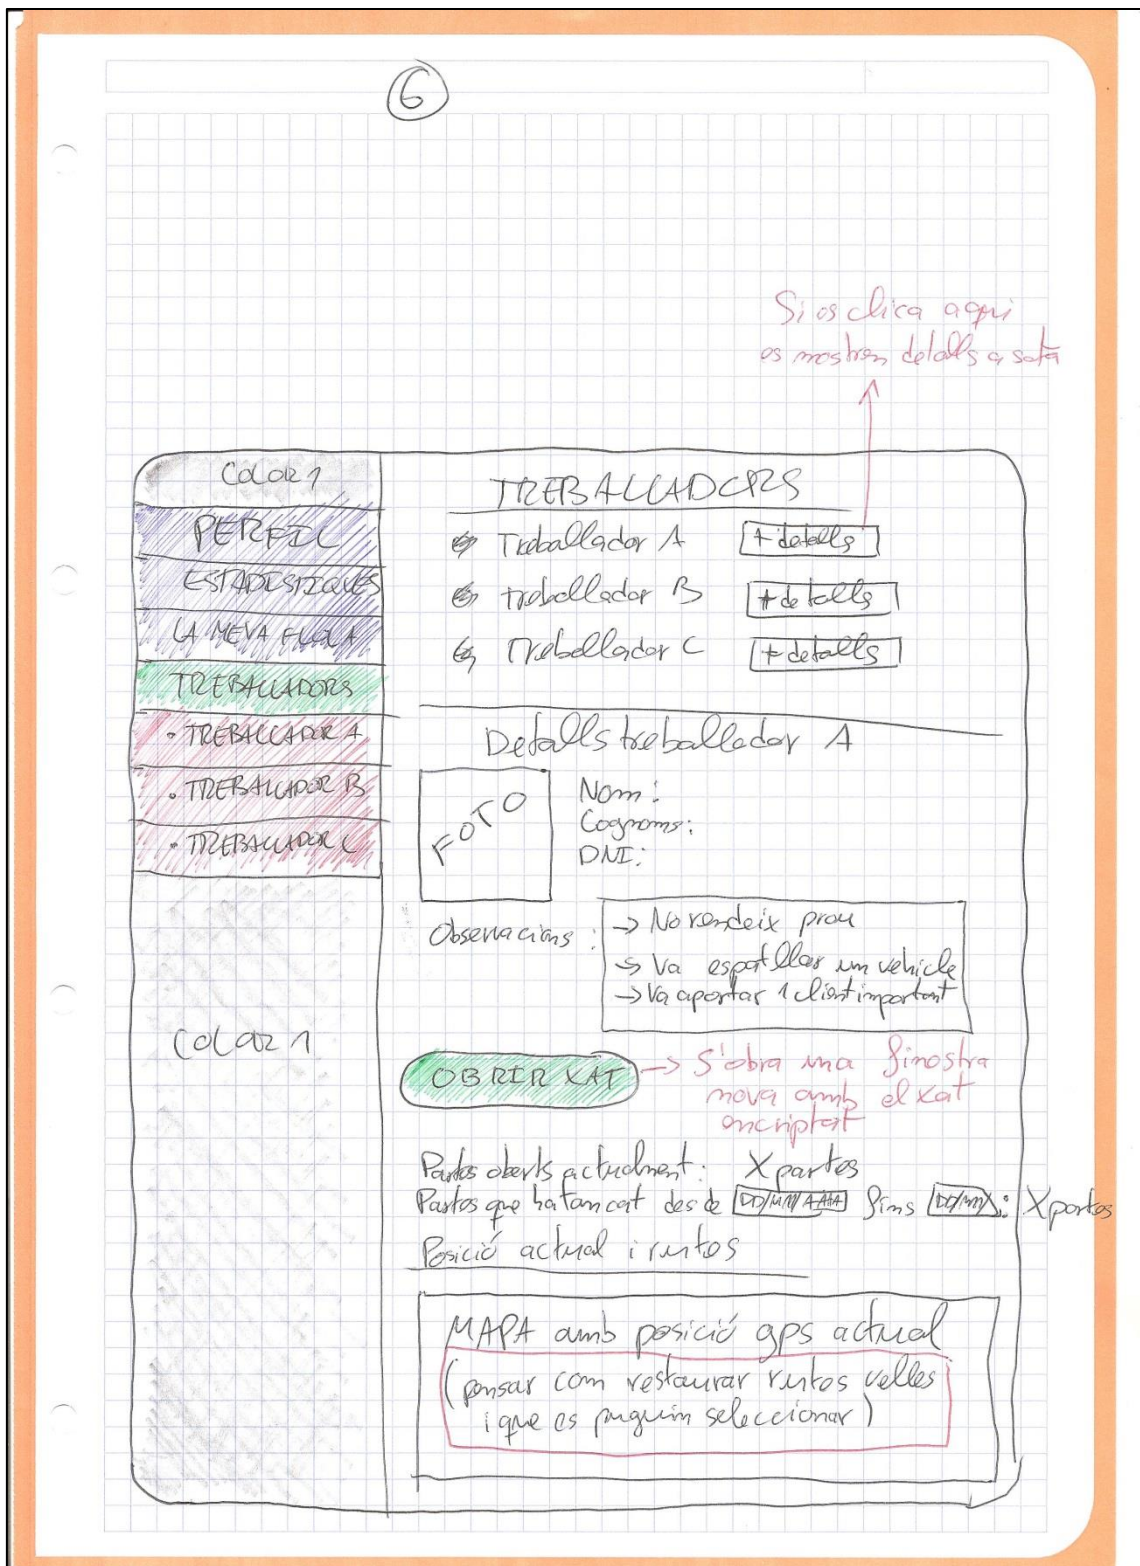 6
Si es clica aqui
es mostren detalls a sota
COLOR 1
PERFIL
ESTADISTIQUES
LA MEVA FLOTA
TREBALLADORS
• TREBALLADOR A
• TREBALLADOR B
• TREBALLADOR C
COLOR 1
TREBALLADORS
Treballador A + detalls
treballador B + detalls
Treballador C + detalls
Detalls treballador A
FOTO
Nom:
Cognoms:
DNI:
Observacions:
→ No rendeix prou
→ Va espatllar un vehicle
→ Va aportar 1 client important
OBRIR XAT
→ S'obra una finestra
nova amb el xat
encriptat
Partes oberts actualment: X partes
Partes que ha tancat des de DD/MM/AAAA fins DD/MM: X partes
Posició actual i rutes
MAPA amb posició gps actual
(pensar com restaurar rutes velles
i que es puguin seleccionar)